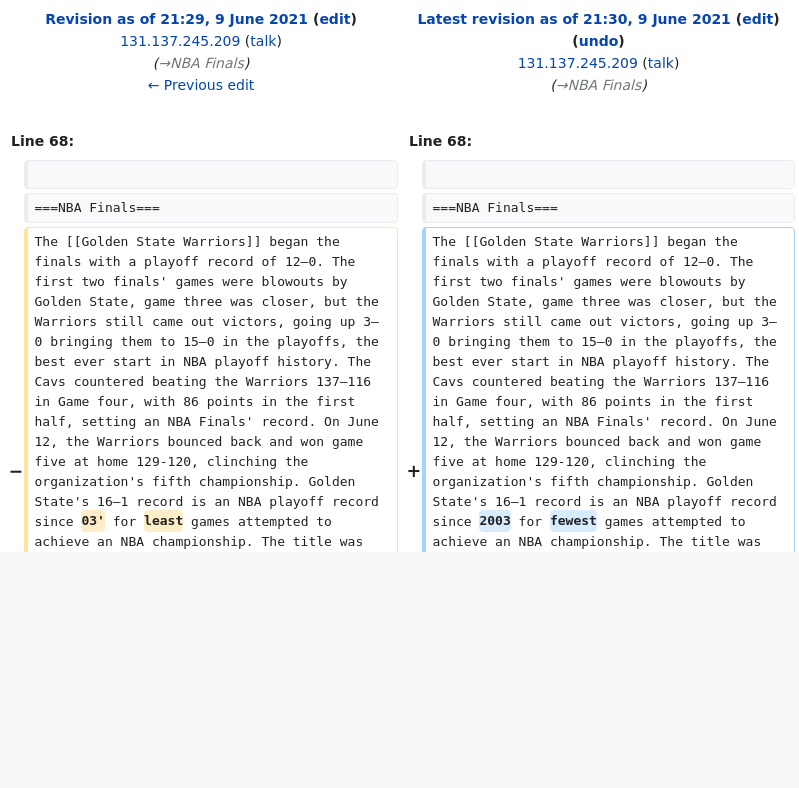 Revision as of 21:29, 9 June 2021 (edit)
131.137.245.209 (talk)
(→NBA Finals)
← Previous edit
Latest revision as of 21:30, 9 June 2021 (edit)
(undo)
131.137.245.209 (talk)
(→NBA Finals)
Line 68:
Line 68:
===NBA Finals===
===NBA Finals===
−
The [[Golden State Warriors]] began the
finals with a playoff record of 12–0. The
first two finals' games were blowouts by
Golden State, game three was closer, but the
Warriors still came out victors, going up 3–
0 bringing them to 15–0 in the playoffs, the
best ever start in NBA playoff history. The
Cavs countered beating the Warriors 137–116
in Game four, with 86 points in the first
half, setting an NBA Finals' record. On June
12, the Warriors bounced back and won game
five at home 129-120, clinching the
organization's fifth championship. Golden
State's 16–1 record is an NBA playoff record
since 03' for least games attempted to
achieve an NBA championship. The title was
+
The [[Golden State Warriors]] began the
finals with a playoff record of 12–0. The
first two finals' games were blowouts by
Golden State, game three was closer, but the
Warriors still came out victors, going up 3–
0 bringing them to 15–0 in the playoffs, the
best ever start in NBA playoff history. The
Cavs countered beating the Warriors 137–116
in Game four, with 86 points in the first
half, setting an NBA Finals' record. On June
12, the Warriors bounced back and won game
five at home 129-120, clinching the
organization's fifth championship. Golden
State's 16–1 record is an NBA playoff record
since 2003 for fewest games attempted to
achieve an NBA championship. The title was